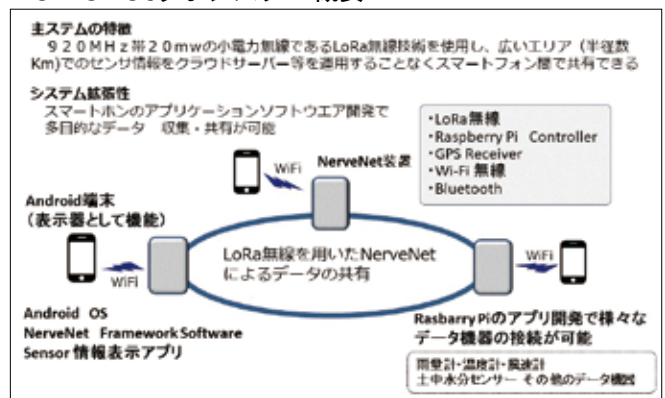 主システムの特徴
920MHz帯20mwの小電力無線であるLoRa無線技術を使用し、広いエリア（半径数
Km)でのセンサ情報をクラウドサーバー等を運用することなくスマートフォン間で共有できる
システム拡張性
スマートホンのアプリケーションソフトウエア開発で
多目的なデータ 収集・共有が可能
・LoRa無線
・Raspberry Pi Controller
・GPS Receiver
・Wi-Fi 無線
・Bluetooth
WiFi
NerveNet装置
Android端末
（表示器として機能）
WiFi
LoRa無線を用いたNerveNet
によるデータの共有
WiFi
Android OS
NerveNet Framework Software
Sensor 情報表示アプリ
Rasbarry Piのアプリ開発で様々な
データ機器の接続が可能
雨量計・温度計・風速計
土中水分センサー その他のデータ機器